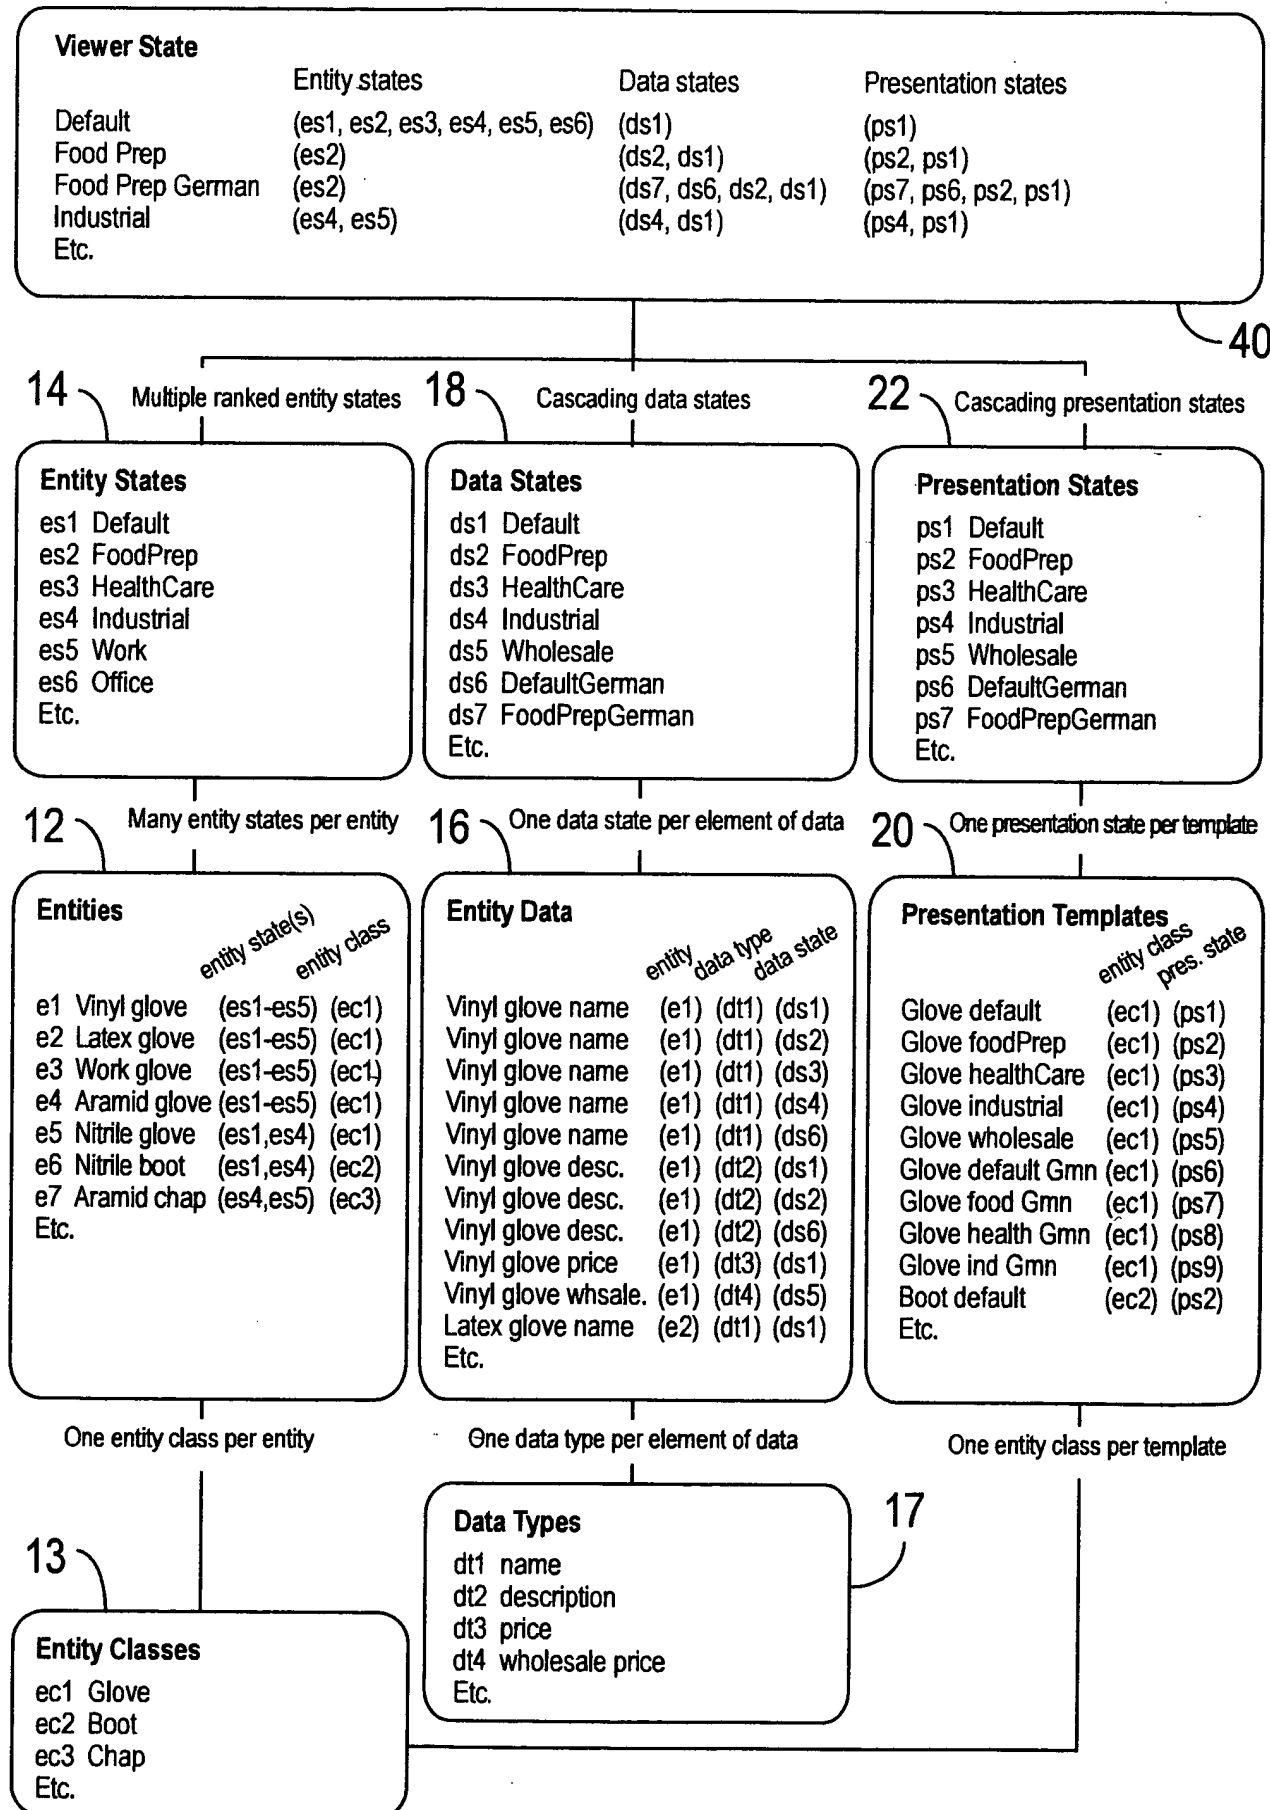 Viewer State
Entity states Data states Presentation states
Default (es1, es2, es3, es4, es5, es6) (ds1) (ps1)
Food Prep (es2) (ds2, ds1) (ps2, ps1)
Food Prep German (es2) (ds7, ds6, ds2, ds1) (ps7, ps6, ps2, ps1)
Industrial (es4, es5) (ds4, ds1) (ps4, ps1)
Etc.
40
14 Multiple ranked entity states
18 Cascading data states
22 Cascading presentation states
Entity States
es1 Default
es2 FoodPrep
es3 HealthCare
es4 Industrial
es5 Work
es6 Office
Etc.
Data States
ds1 Default
ds2 FoodPrep
ds3 HealthCare
ds4 Industrial
ds5 Wholesale
ds6 DefaultGerman
ds7 FoodPrepGerman
Etc.
Presentation States
ps1 Default
ps2 FoodPrep
ps3 HealthCare
ps4 Industrial
ps5 Wholesale
ps6 DefaultGerman
ps7 FoodPrepGerman
Etc.
12 Many entity states per entity
16 One data state per element of data
20 One presentation state per template
Entities
entity state(s) entity class
e1 Vinyl glove (es1-es5) (ec1)
e2 Latex glove (es1-es5) (ec1)
e3 Work glove (es1-es5) (ec1)
e4 Aramid glove (es1-es5) (ec1)
e5 Nitrile glove (es1,es4) (ec1)
e6 Nitrile boot (es1,es4) (ec2)
e7 Aramid chap (es4,es5) (ec3)
Etc.
Entity Data
entity data type data state
Vinyl glove name (e1) (dt1) (ds1)
Vinyl glove name (e1) (dt1) (ds2)
Vinyl glove name (e1) (dt1) (ds3)
Vinyl glove name (e1) (dt1) (ds4)
Vinyl glove name (e1) (dt1) (ds6)
Vinyl glove desc. (e1) (dt2) (ds1)
Vinyl glove desc. (e1) (dt2) (ds2)
Vinyl glove desc. (e1) (dt2) (ds6)
Vinyl glove price (e1) (dt3) (ds1)
Vinyl glove whsale. (e1) (dt4) (ds5)
Latex glove name (e2) (dt1) (ds1)
Etc.
Presentation Templates
entity class pres. state
Glove default (ec1) (ps1)
Glove foodPrep (ec1) (ps2)
Glove healthCare (ec1) (ps3)
Glove industrial (ec1) (ps4)
Glove wholesale (ec1) (ps5)
Glove default Gmn (ec1) (ps6)
Glove food Gmn (ec1) (ps7)
Glove health Gmn (ec1) (ps8)
Glove ind Gmn (ec1) (ps9)
Boot default (ec2) (ps2)
Etc.
One entity class per entity
One data type per element of data
One entity class per template
13
Entity Classes
ec1 Glove
ec2 Boot
ec3 Chap
Etc.
17
Data Types
dt1 name
dt2 description
dt3 price
dt4 wholesale price
Etc.